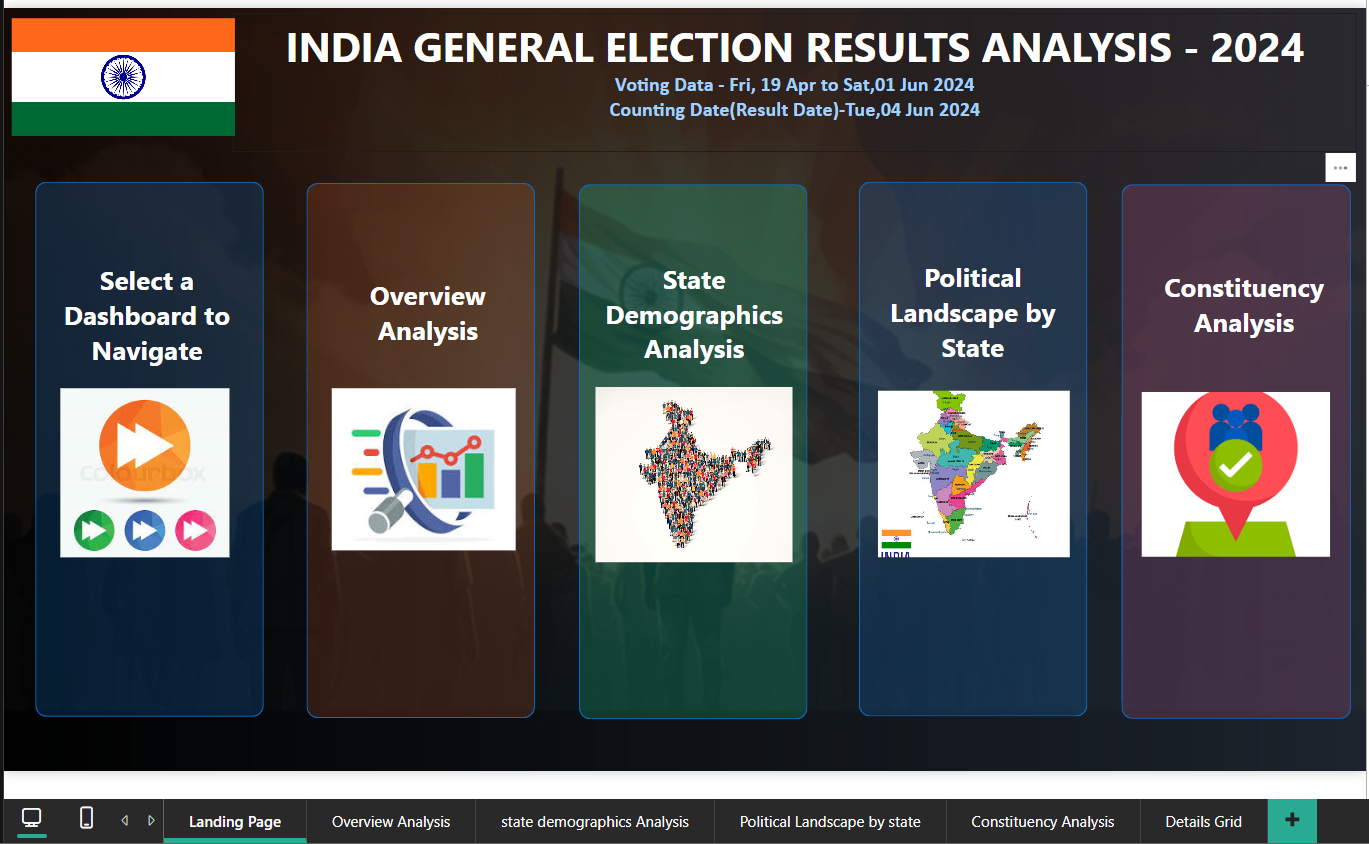 INDIA GENERAL ELECTION RESULTS ANALYSIS - 2024
Voting Data - Fri, 19 Apr to Sat,01 Jun 2024
Counting Date(Result Date)-Tue,04 Jun 2024
Select a
Dashboard to
Navigate
colourbox
Overview
Analysis
State
Demographics
Analysis
Political
Landscape by
State
INDIA
Constituency
Analysis
Landing Page
Overview Analysis
state demographics Analysis
Political Landscape by state
Constituency Analysis
Details Grid